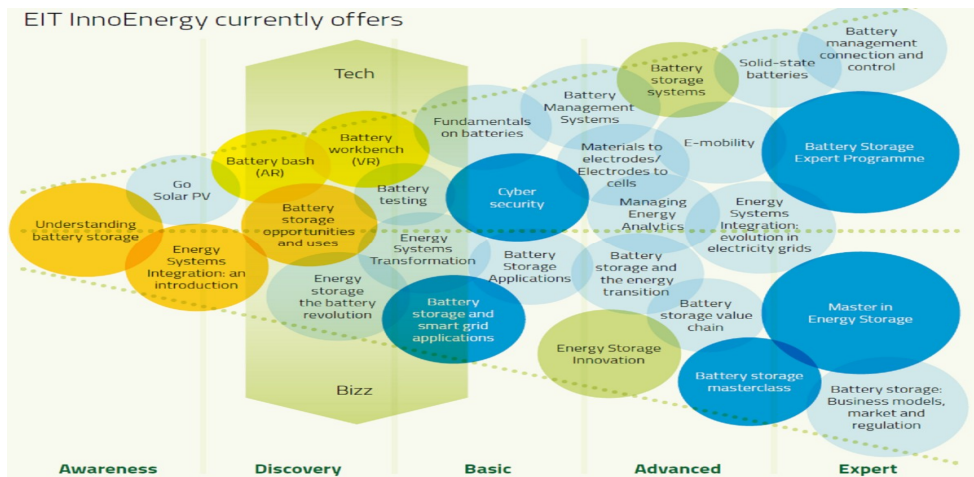 EIT InnoEnergy currently offers
Tech
Battery
management
connection and
control
Solid-state
batteries
Battery
storage
systems
Battery
Management
Systems
Fundamentals
on batteries
Battery
workbench
(VR)
Battery bash
(AR)
Go
Solar PV
Battery
testing
Cyber
security
Materials to
electrodes/
Electrodes to
cells
E-mobility
Battery Storage
Expert Programme
Understanding
battery storage
Battery
storage
opportunities
and uses
Managing
Energy
Analytics
Energy
Systems
Integration:
evolution in
electricity grids
Energy
Systems
Integration: an
introduction
Energy
Systems
Transformation
Battery
Storage
Applications
Battery
storage and
the energy
transition
Energy
storage
the battery
revolution
Battery
storage and
smart grid
applications
Battery
storage value
chain
Master in
Energy Storage
Energy Storage
Innovation
Battery storage
masterclass
Battery storage:
Business models,
market and
regulation
Bizz
Awareness
Discovery
Basic
Advanced
Expert